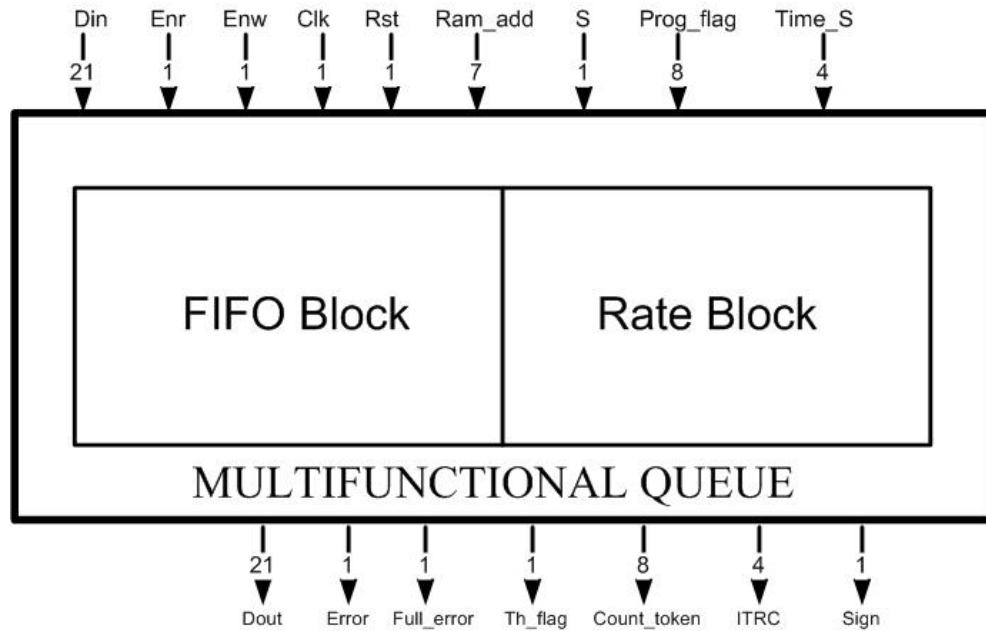 Din Enr Enw Clk Rst Ram_add S Prog_flag Time_S
21 1 1 1 1 7 1 8 4
FIFO Block Rate Block
MULTIFUNCTIONAL QUEUE
21 1 1 1 8 4 1
Dout Error Full_error Th_flag Count_token ITRC Sign